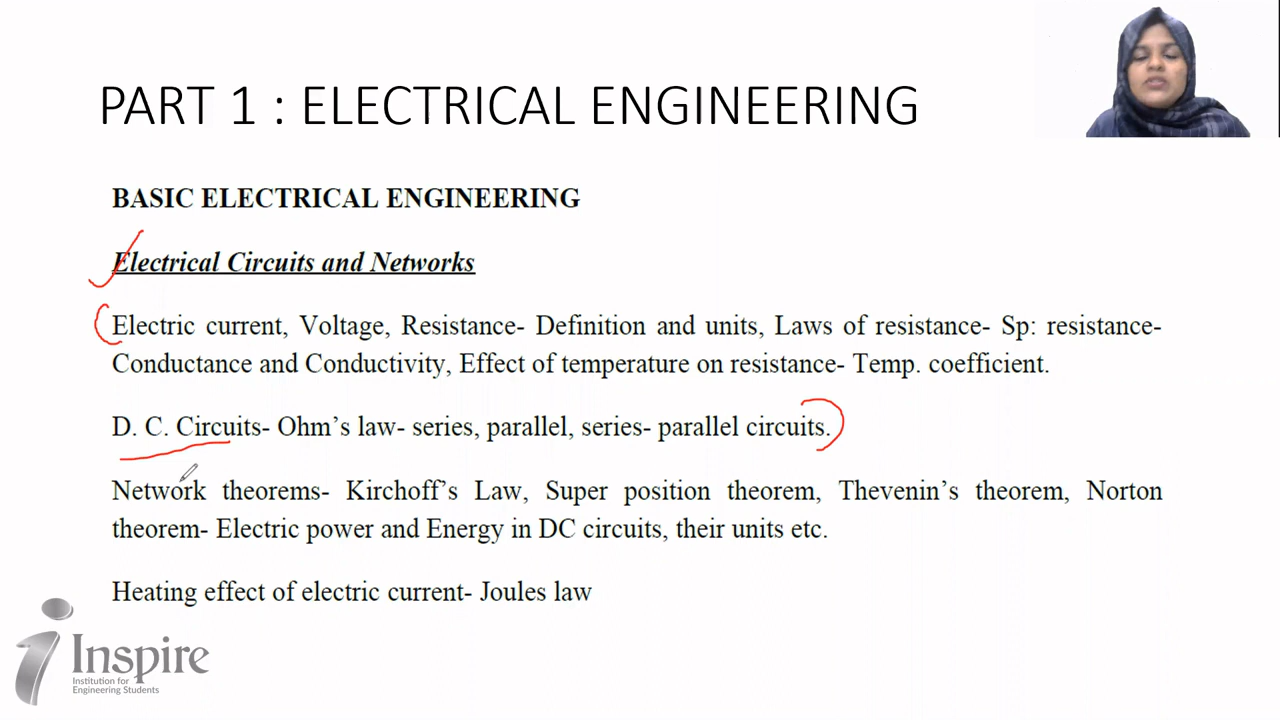 PART 1 : ELECTRICAL ENGINEERING
BASIC ELECTRICAL ENGINEERING
Electrical Circuits and Networks
Electric current, Voltage, Resistance- Definition and units, Laws of resistance- Sp: resistance-
Conductance and Conductivity, Effect of temperature on resistance- Temp. coefficient.
D. C. Circuits- Ohm’s law- series, parallel, series- parallel circuits.
Network theorems- Kirchoff’s Law, Super position theorem, Thevenin’s theorem, Norton
theorem- Electric power and Energy in DC circuits, their units etc.
Heating effect of electric current- Joules law
Inspire
Institution for
Engineering Students